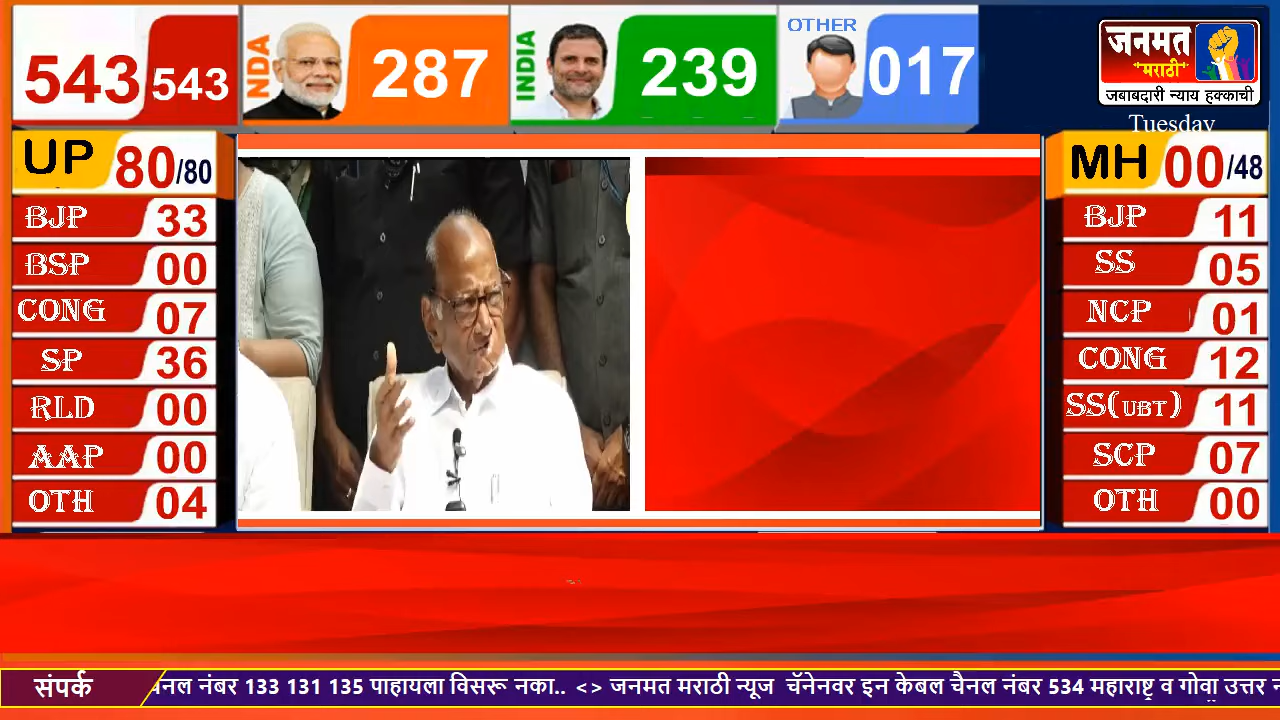 543 543
NDA 287
INDIA 239
OTHER 017
जनमत
"मराठी"
जबाबदारी न्याय हक्काची
Tuesday
UP 80/80
BJP 33
BSP 00
CONG 07
SP 36
RLD 00
AAP 00
OTH 04
MH 00/48
BJP 11
SS 05
NCP 01
CONG 12
SS(UBT) 11
SCP 07
OTH 00
संपर्क
नल नंबर 133 131 135 पाहायला विसरू नका.. <> जनमत मराठी न्यूज चॅनेनवर इन केबल चैनल नंबर 534 महाराष्ट्र व गोवा उत्तर